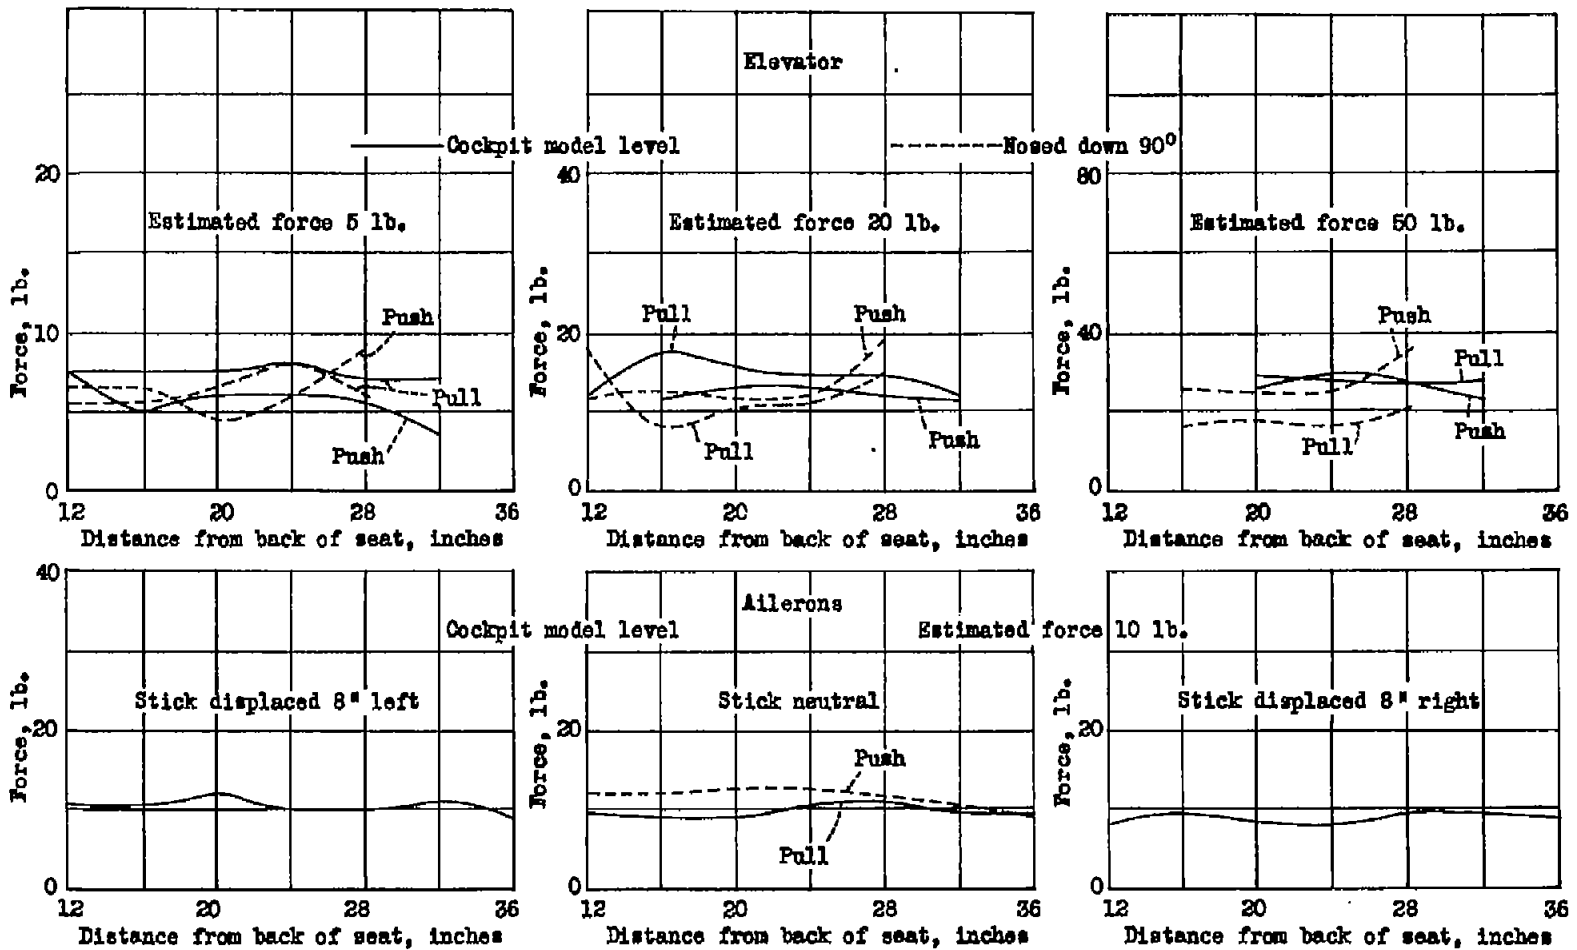 Elevator
Cockpit model level Nosed down 90°
20 40 80
Estimated force 5 lb. Estimated force 20 lb. Estimated force 50 lb.
Force, lb. Force, lb. Force, lb.
Push Pull Push Push
10 20 40
Pull Pull
Push Pull Push Pull Push
0 0 0
12 20 28 36 12 20 28 36 12 20 28 36
Distance from back of seat, inches Distance from back of seat, inches Distance from back of seat, inches
40
Ailerons
Cockpit model level Estimated force 10 lb.
Stick displaced 8" left Stick neutral Stick displaced 8" right
20 20 20
Force, lb. Force, lb. Force, lb.
Push
Pull
0 0 0
12 20 28 36 12 20 28 36 12 20 28 36
Distance from back of seat, inches Distance from back of seat, inches Distance from back of seat, inches